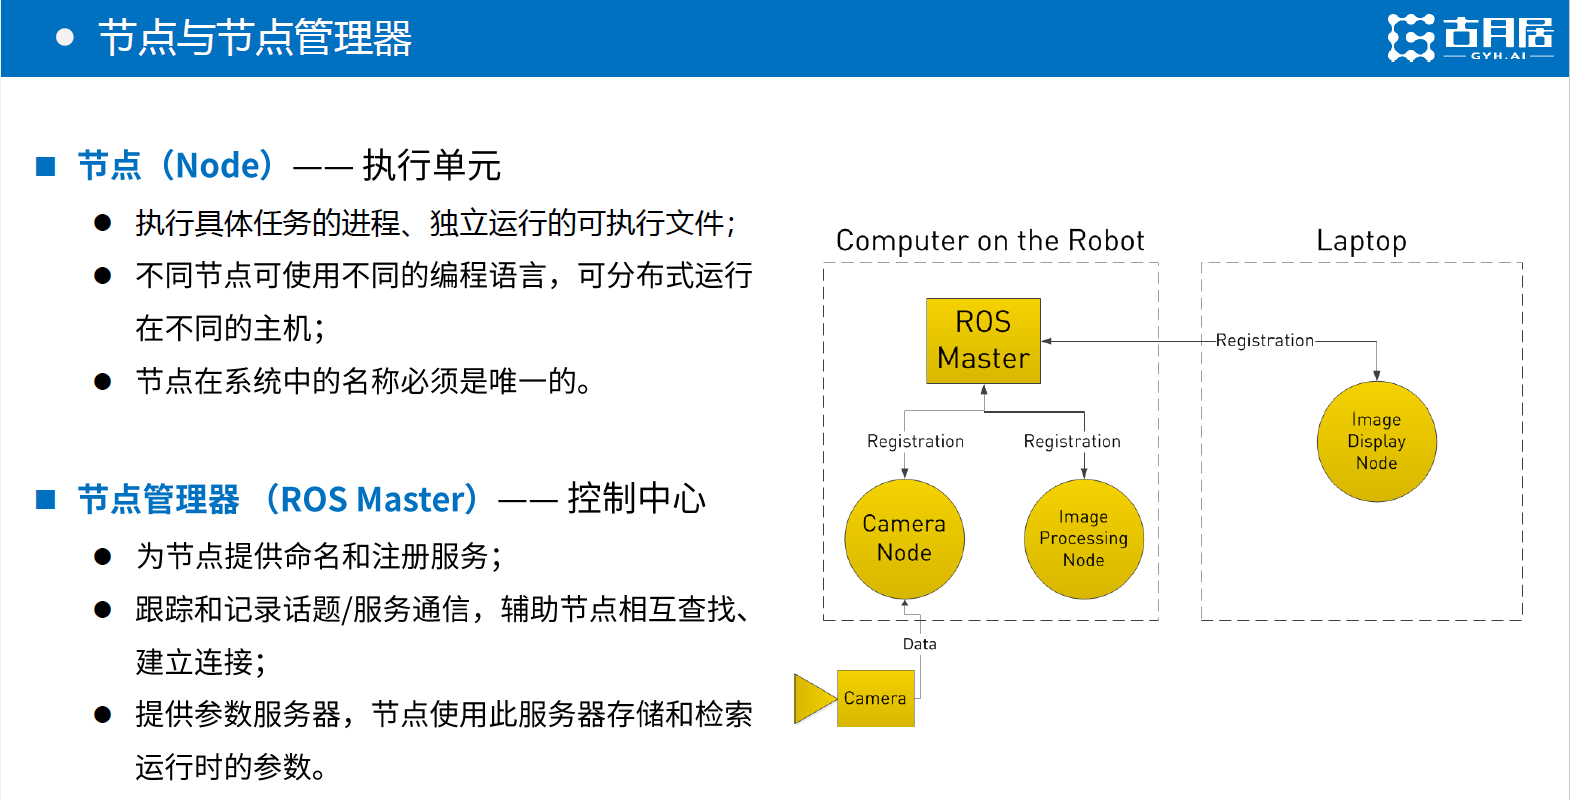 节点与节点管理器
古月居
GYH.AI
节点（Node）—— 执行单元
执行具体任务的进程、独立运行的可执行文件；
不同节点可使用不同的编程语言，可分布式运行
在不同的主机；
节点在系统中的名称必须是唯一的。
节点管理器 （ROS Master）—— 控制中心
为节点提供命名和注册服务；
跟踪和记录话题/服务通信，辅助节点相互查找、
建立连接；
提供参数服务器，节点使用此服务器存储和检索
运行时的参数。
Computer on the Robot
ROS
Master
Registration
Registration
Camera
Node
Image
Processing
Node
Data
Camera
Laptop
Registration
Image
Display
Node